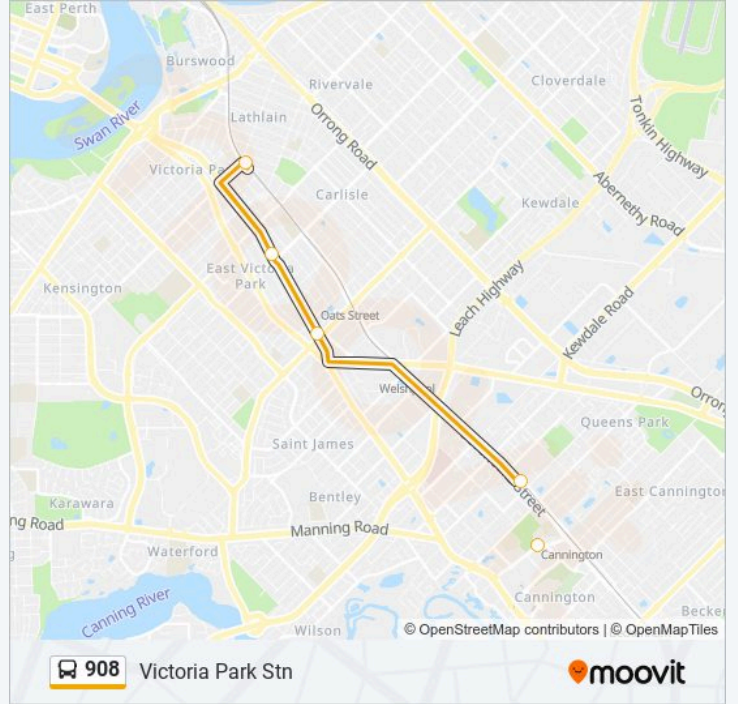 East Perth
Burswood
Rivervale
Cloverdale
Swan River
Lathlain
Orrong Road
Tonkin Highway
Victoria Pa
Carlisle
Kewdale
Abernethy Road
East Victoria
Park
Kensington
Leach Highway
Kewdale Road
Oats Street
Welshpool
Orron
Queens Park
Saint James
Street
East Cannington
Bentley
Karawara
ng Road
Manning Road
Waterford
Cannington
Canning River
Cannington
Wilson
Becke
© OpenStreetMap contributors | © OpenMapTiles
908 Victoria Park Stn
moovit